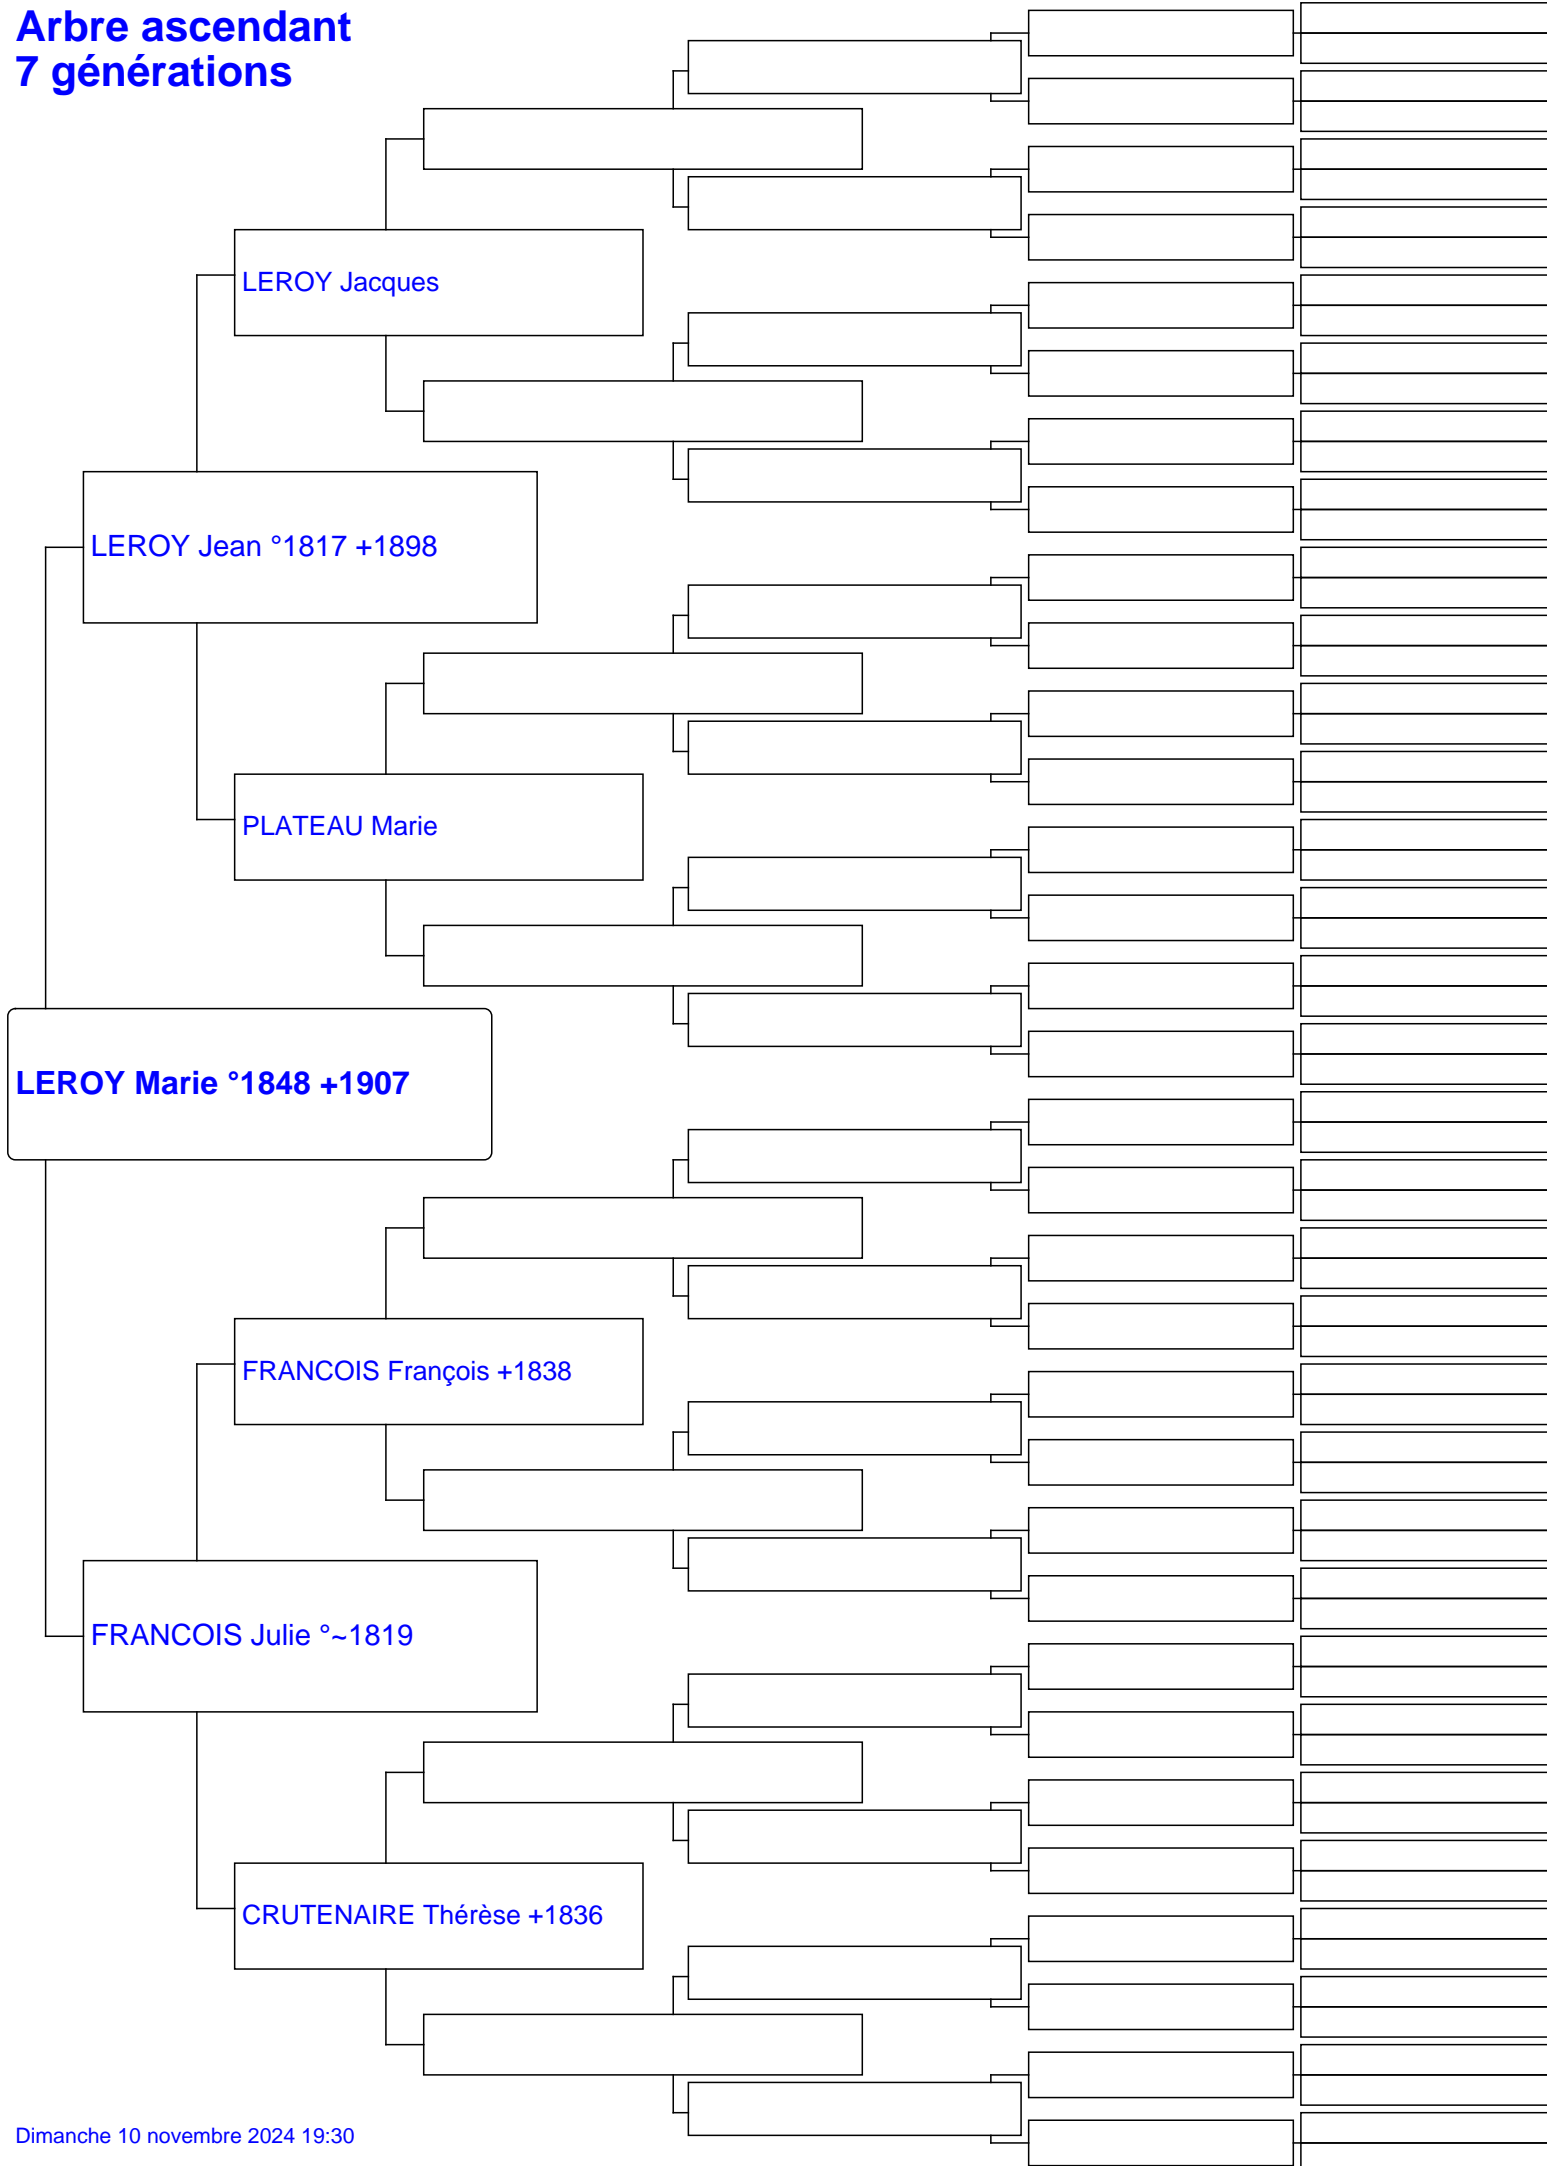 Arbre ascendant
7 générations
LEROY Jacques
LEROY Jean °1817 +1898
PLATEAU Marie
LEROY Marie °1848 +1907
FRANCOIS François +1838
FRANCOIS Julie °~1819
CRUTENAIRE Thérèse +1836
Dimanche 10 novembre 2024 19:30